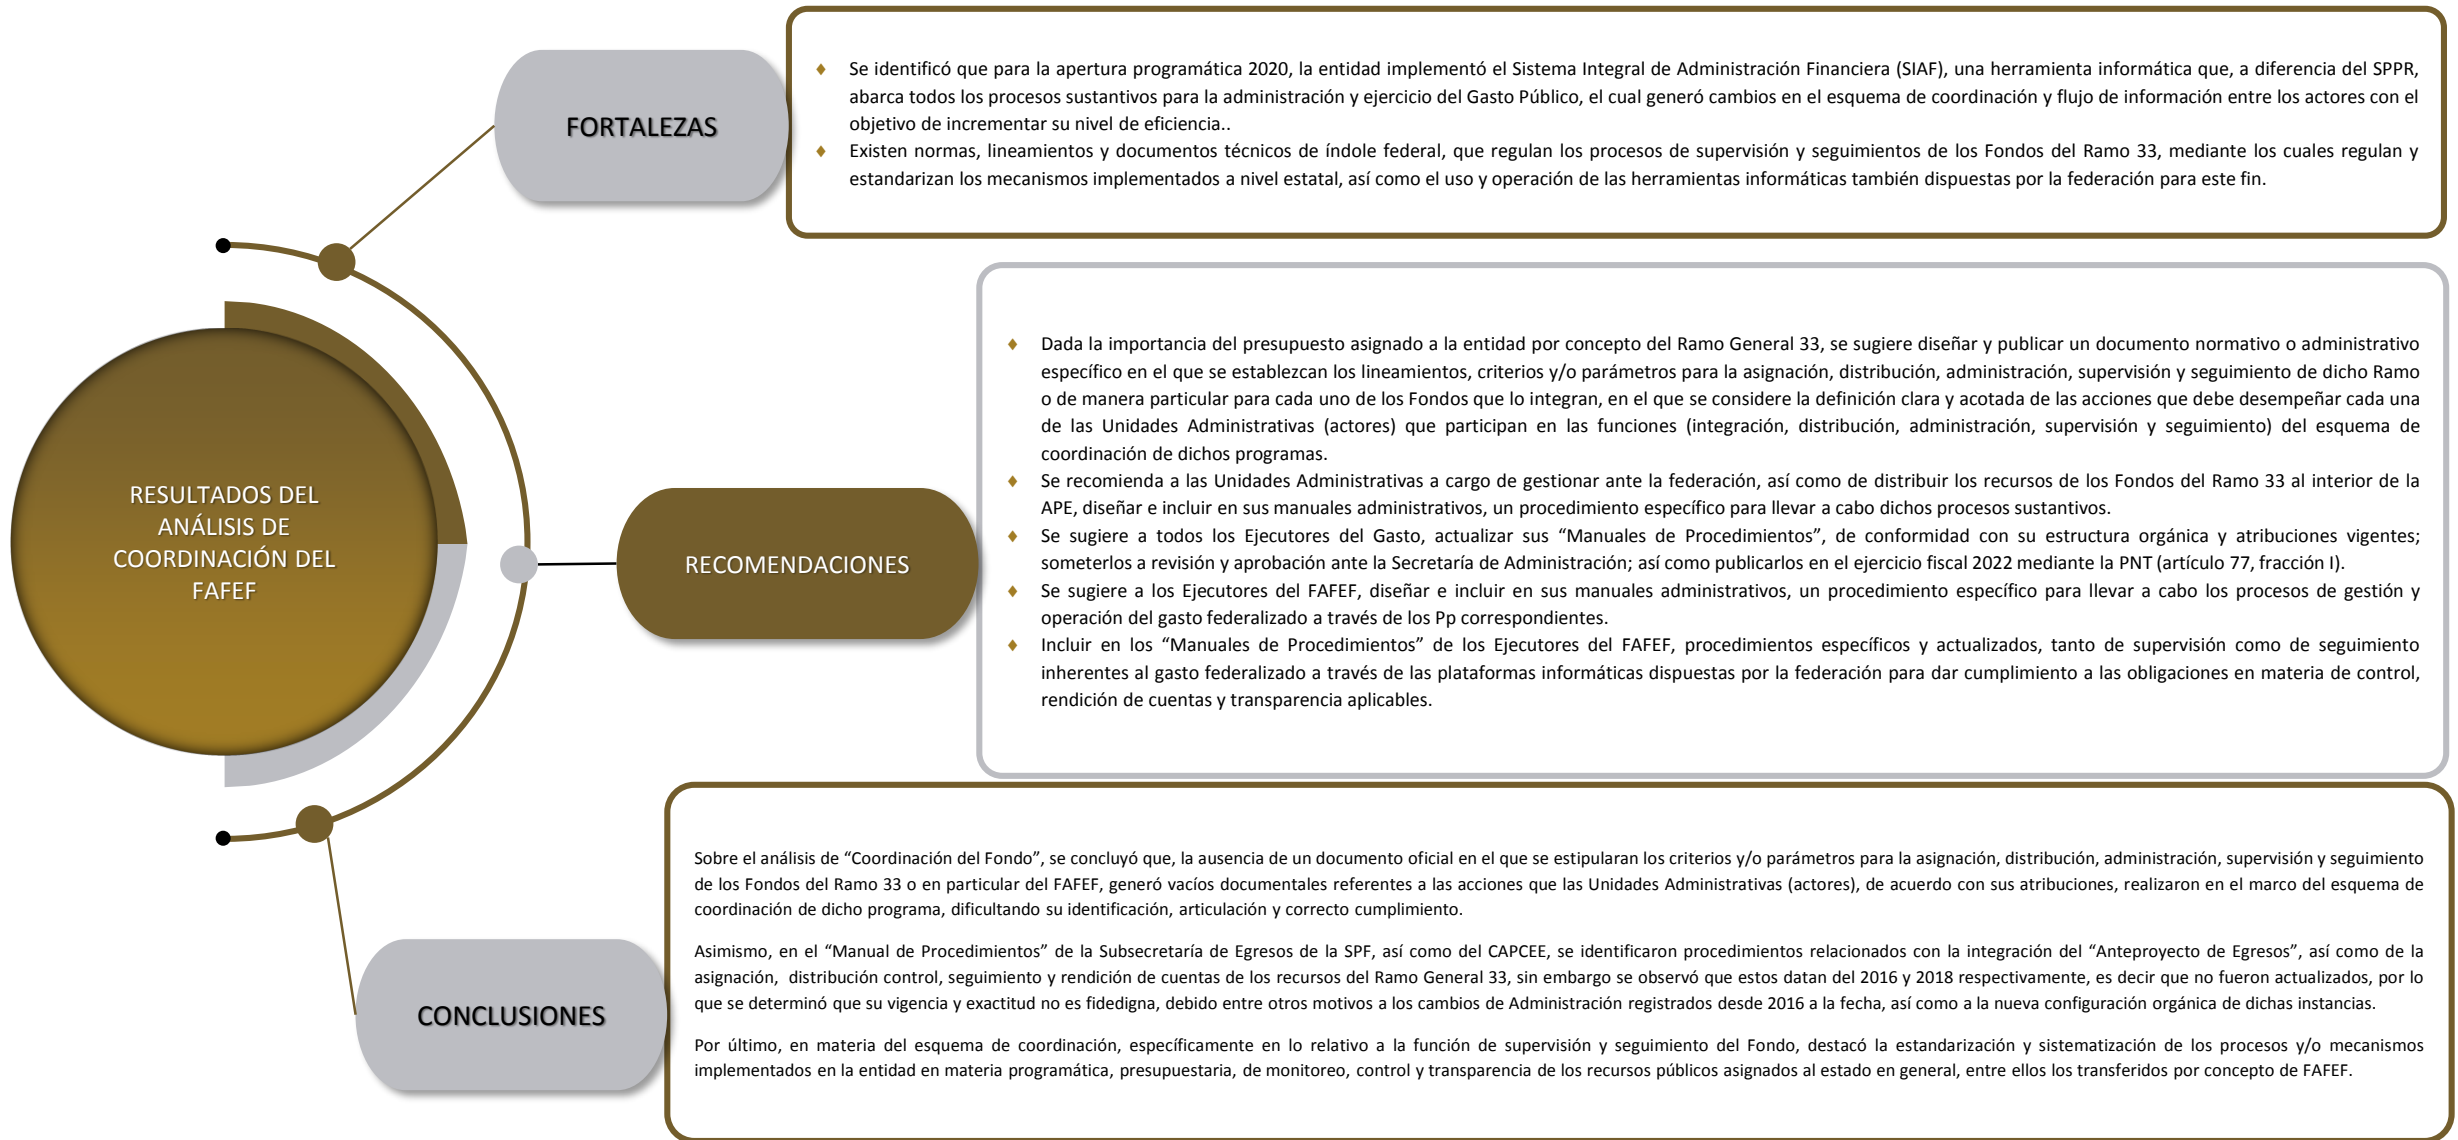 FORTALEZAS
♦ Se identificó que para la apertura programática 2020, la entidad implementó el Sistema Integral de Administración Financiera (SIAF), una herramienta informática que, a diferencia del SPPR,
abarca todos los procesos sustantivos para la administración y ejercicio del Gasto Público, el cual generó cambios en el esquema de coordinación y flujo de información entre los actores con el
objetivo de incrementar su nivel de eficiencia..
♦ Existen normas, lineamientos y documentos técnicos de índole federal, que regulan los procesos de supervisión y seguimientos de los Fondos del Ramo 33, mediante los cuales regulan y
estandarizan los mecanismos implementados a nivel estatal, así como el uso y operación de las herramientas informáticas también dispuestas por la federación para este fin.
RESULTADOS DEL
ANÁLISIS DE
COORDINACIÓN DEL
FAFEF
RECOMENDACIONES
♦ Dada la importancia del presupuesto asignado a la entidad por concepto del Ramo General 33, se sugiere diseñar y publicar un documento normativo o administrativo
específico en el que se establezcan los lineamientos, criterios y/o parámetros para la asignación, distribución, administración, supervisión y seguimiento de dicho Ramo
o de manera particular para cada uno de los Fondos que lo integran, en el que se considere la definición clara y acotada de las acciones que debe desempeñar cada una
de las Unidades Administrativas (actores) que participan en las funciones (integración, distribución, administración, supervisión y seguimiento) del esquema de
coordinación de dichos programas.
♦ Se recomienda a las Unidades Administrativas a cargo de gestionar ante la federación, así como de distribuir los recursos de los Fondos del Ramo 33 al interior de la
APE, diseñar e incluir en sus manuales administrativos, un procedimiento específico para llevar a cabo dichos procesos sustantivos.
♦ Se sugiere a todos los Ejecutores del Gasto, actualizar sus “Manuales de Procedimientos”, de conformidad con su estructura orgánica y atribuciones vigentes;
someterlos a revisión y aprobación ante la Secretaría de Administración; así como publicarlos en el ejercicio fiscal 2022 mediante la PNT (artículo 77, fracción I).
♦ Se sugiere a los Ejecutores del FAFEF, diseñar e incluir en sus manuales administrativos, un procedimiento específico para llevar a cabo los procesos de gestión y
operación del gasto federalizado a través de los Pp correspondientes.
♦ Incluir en los “Manuales de Procedimientos” de los Ejecutores del FAFEF, procedimientos específicos y actualizados, tanto de supervisión como de seguimiento
inherentes al gasto federalizado a través de las plataformas informáticas dispuestas por la federación para dar cumplimiento a las obligaciones en materia de control,
rendición de cuentas y transparencia aplicables.
CONCLUSIONES
Sobre el análisis de “Coordinación del Fondo”, se concluyó que, la ausencia de un documento oficial en el que se estipularan los criterios y/o parámetros para la asignación, distribución, administración, supervisión y seguimiento
de los Fondos del Ramo 33 o en particular del FAFEF, generó vacíos documentales referentes a las acciones que las Unidades Administrativas (actores), de acuerdo con sus atribuciones, realizaron en el marco del esquema de
coordinación de dicho programa, dificultando su identificación, articulación y correcto cumplimiento.
Asimismo, en el “Manual de Procedimientos” de la Subsecretaría de Egresos de la SPF, así como del CAPCEE, se identificaron procedimientos relacionados con la integración del “Anteproyecto de Egresos”, así como de la
asignación, distribución control, seguimiento y rendición de cuentas de los recursos del Ramo General 33, sin embargo se observó que estos datan del 2016 y 2018 respectivamente, es decir que no fueron actualizados, por lo
que se determinó que su vigencia y exactitud no es fidedigna, debido entre otros motivos a los cambios de Administración registrados desde 2016 a la fecha, así como a la nueva configuración orgánica de dichas instancias.
Por último, en materia del esquema de coordinación, específicamente en lo relativo a la función de supervisión y seguimiento del Fondo, destacó la estandarización y sistematización de los procesos y/o mecanismos
implementados en la entidad en materia programática, presupuestaria, de monitoreo, control y transparencia de los recursos públicos asignados al estado en general, entre ellos los transferidos por concepto de FAFEF.